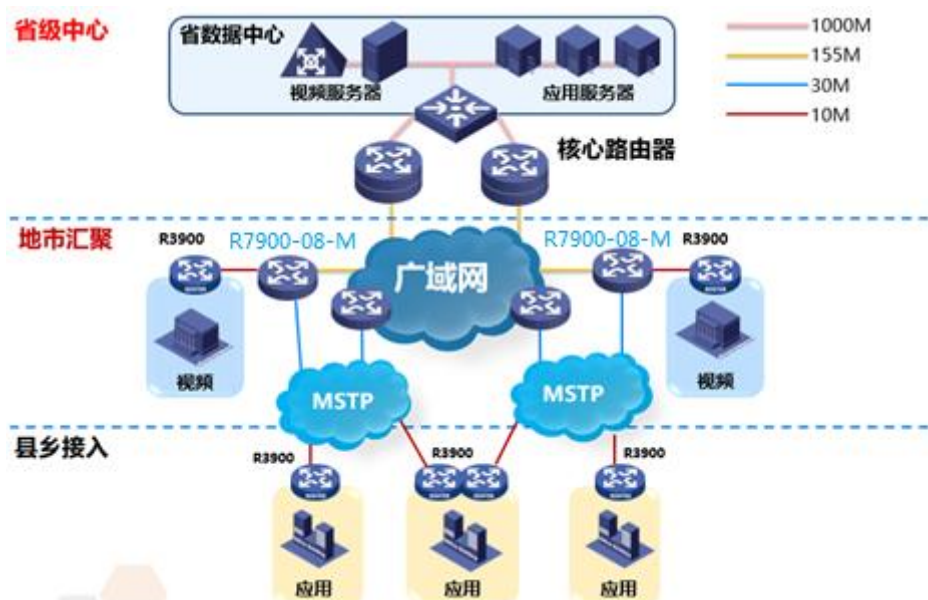 省级中心
省数据中心
视频服务器
应用服务器
1000M
155M
30M
10M
核心路由器
地市汇聚
R3900
R7900-08-M
R7900-08-M
R3900
广域网
视频
视频
MSTP
MSTP
县乡接入
R3900
R3900
R3900
应用
应用
应用